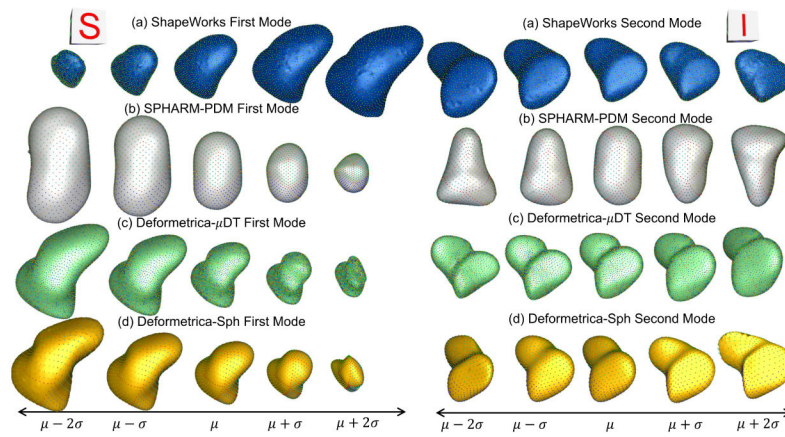 S
(a) ShapeWorks First Mode
(b) SPHARM-PDM First Mode
(c) Deformetrica-μDT First Mode
(d) Deformetrica-Sph First Mode
μ − 2σ μ − σ μ μ + σ μ + 2σ
(a) ShapeWorks Second Mode
I
(b) SPHARM-PDM Second Mode
(c) Deformetrica-μDT Second Mode
(d) Deformetrica-Sph Second Mode
μ − 2σ μ − σ μ μ + σ μ + 2σ